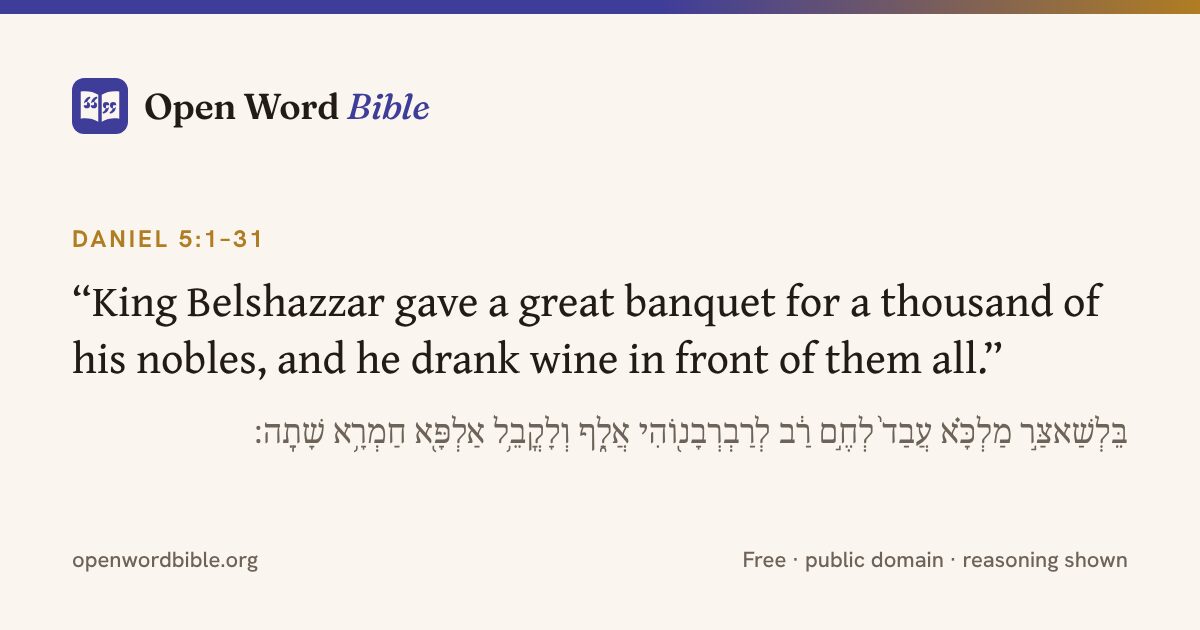 Open Word Bible
DANIEL 5:1–31
“King Belshazzar gave a great banquet for a thousand of
his nobles, and he drank wine in front of them all.”
בֵּלְשַׁאצַּ֣ר מַלְכָּ֗א עֲבַד֙ לְחֶ֣ם רַ֔ב לְרַבְרְבָנ֖וֹהִי אֲלַ֑ף וְלָקֳבֵ֥ל אַלְפָּ֖א חַמְרָ֥א שָׁתֵֽה׃
openwordbible.org
Free · public domain · reasoning shown